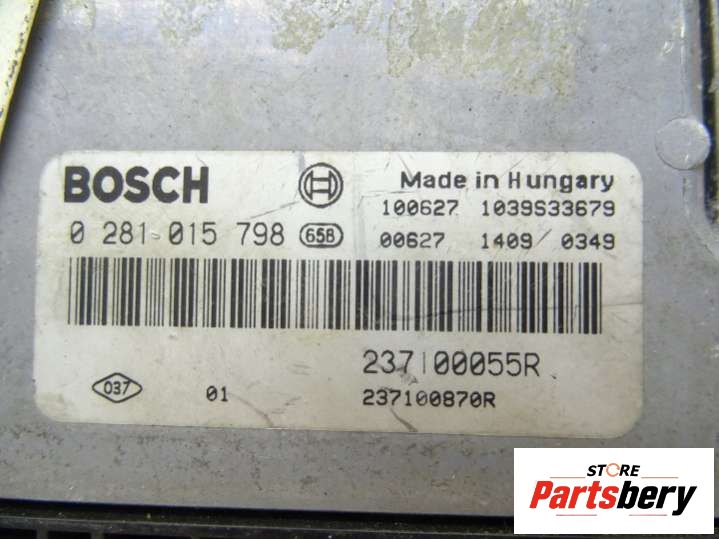 BOSCH
Made in Hungary
100627 1039S33679
0 281 015 798 658
00627 1409/ 0349
237100055R
037
01
237100870R
STORE
Partsbery